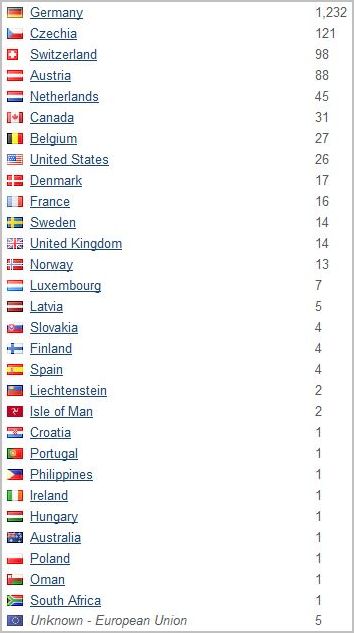 Germany 1,232
Czechia 121
Switzerland 98
Austria 88
Netherlands 45
Canada 31
Belgium 27
United States 26
Denmark 17
France 16
Sweden 14
United Kingdom 14
Norway 13
Luxembourg 7
Latvia 5
Slovakia 4
Finland 4
Spain 4
Liechtenstein 2
Isle of Man 2
Croatia 1
Portugal 1
Philippines 1
Ireland 1
Hungary 1
Australia 1
Poland 1
Oman 1
South Africa 1
Unknown - European Union 5